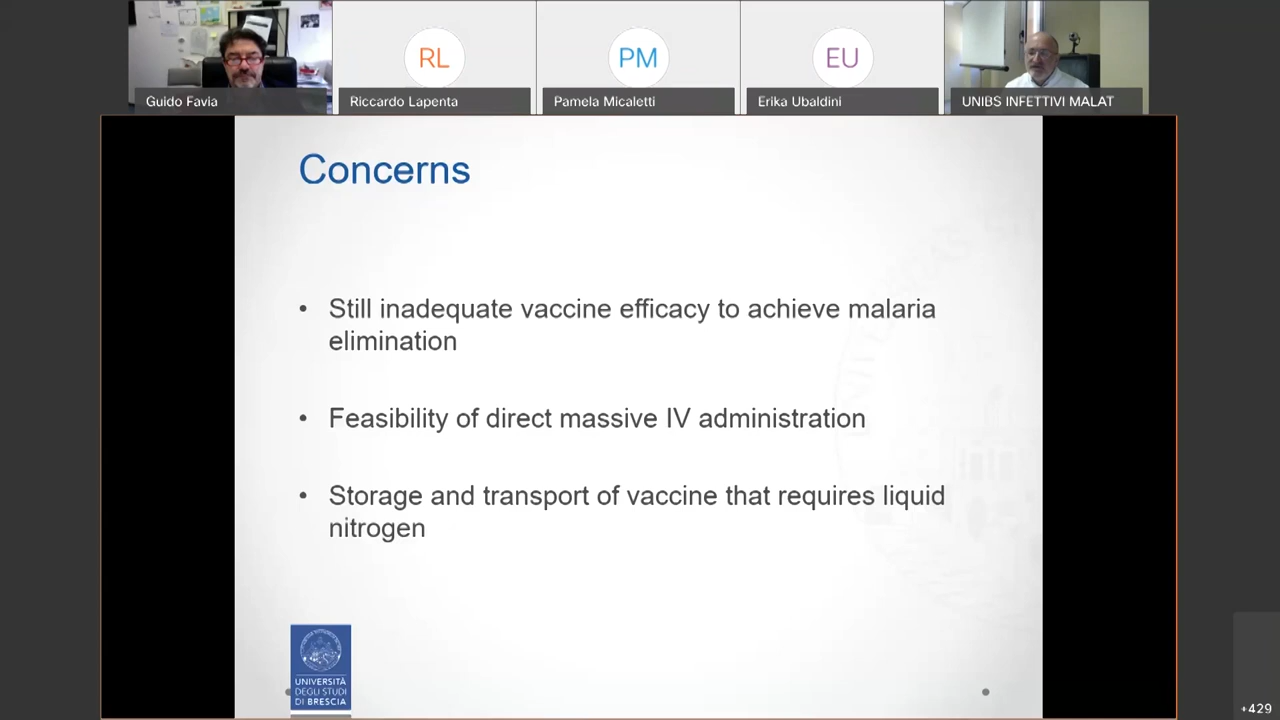 RL
PM
EU
Guido Favia
Riccardo Lapenta
Pamela Micaletti
Erika Ubaldini
UNIBS INFETTIVI MALAT
Concerns
• Still inadequate vaccine efficacy to achieve malaria
elimination
• Feasibility of direct massive IV administration
• Storage and transport of vaccine that requires liquid
nitrogen
UNIVERSITÀ
DEGLI STUDI
DI BRESCIA
+429